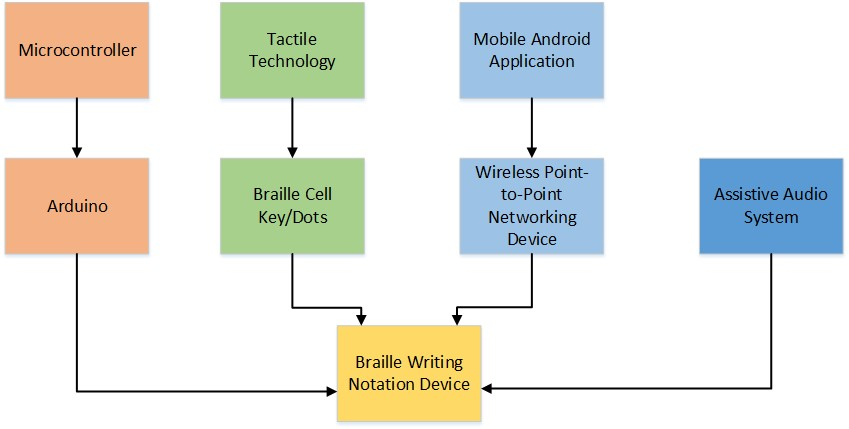 Microcontroller
Tactile
Technology
Mobile Android
Application
Arduino
Braille Cell
Key/Dots
Wireless Point-
to-Point
Networking
Device
Assistive Audio
System
Braille Writing
Notation Device